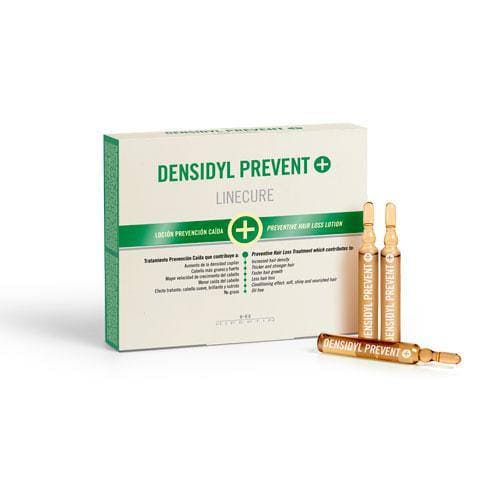 DENSIDYL PREVENT +
DENSIDYL PREVENT +
LINECURE
LOCIÓN PREVENCIÓN CAÍDA
+
PREVENTIVE HAIR LOSS LOTION
Tratamiento Prevención Caída que contribuye a:
Aumento de la densidad capilar
Cabello más grueso y fuerte
Mayor velocidad de crecimiento del cabello
Menor caída del cabello
Efecto tratante: cabello suave, brillante y nutrido
No graso
Preventive Hair Loss Treatment which contributes to:
Increased hair density
Thicker and stronger hair
Faster hair growth
Less hair loss
Conditioning effect: soft, shiny and nourished hair
Oil free
HIPERTIN
DENSIDYL PREVENT +
DENSIDYL PREVENT +
DENSIDYL PREVENT +